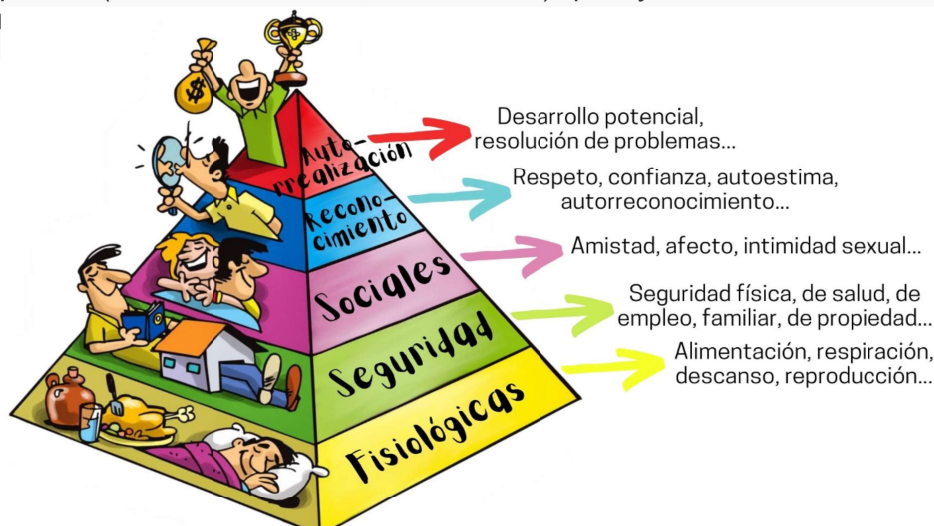 Auto-
rrealización
Desarrollo potencial,
resolución de problemas...
Recono-
cimiento
Respeto, confianza, autoestima,
autorreconocimiento...
Sociales
Amistad, afecto, intimidad sexual...
Seguridad
Seguridad física, de salud, de
empleo, familiar, de propiedad...
Fisiológicas
Alimentación, respiración,
descanso, reproducción...
$